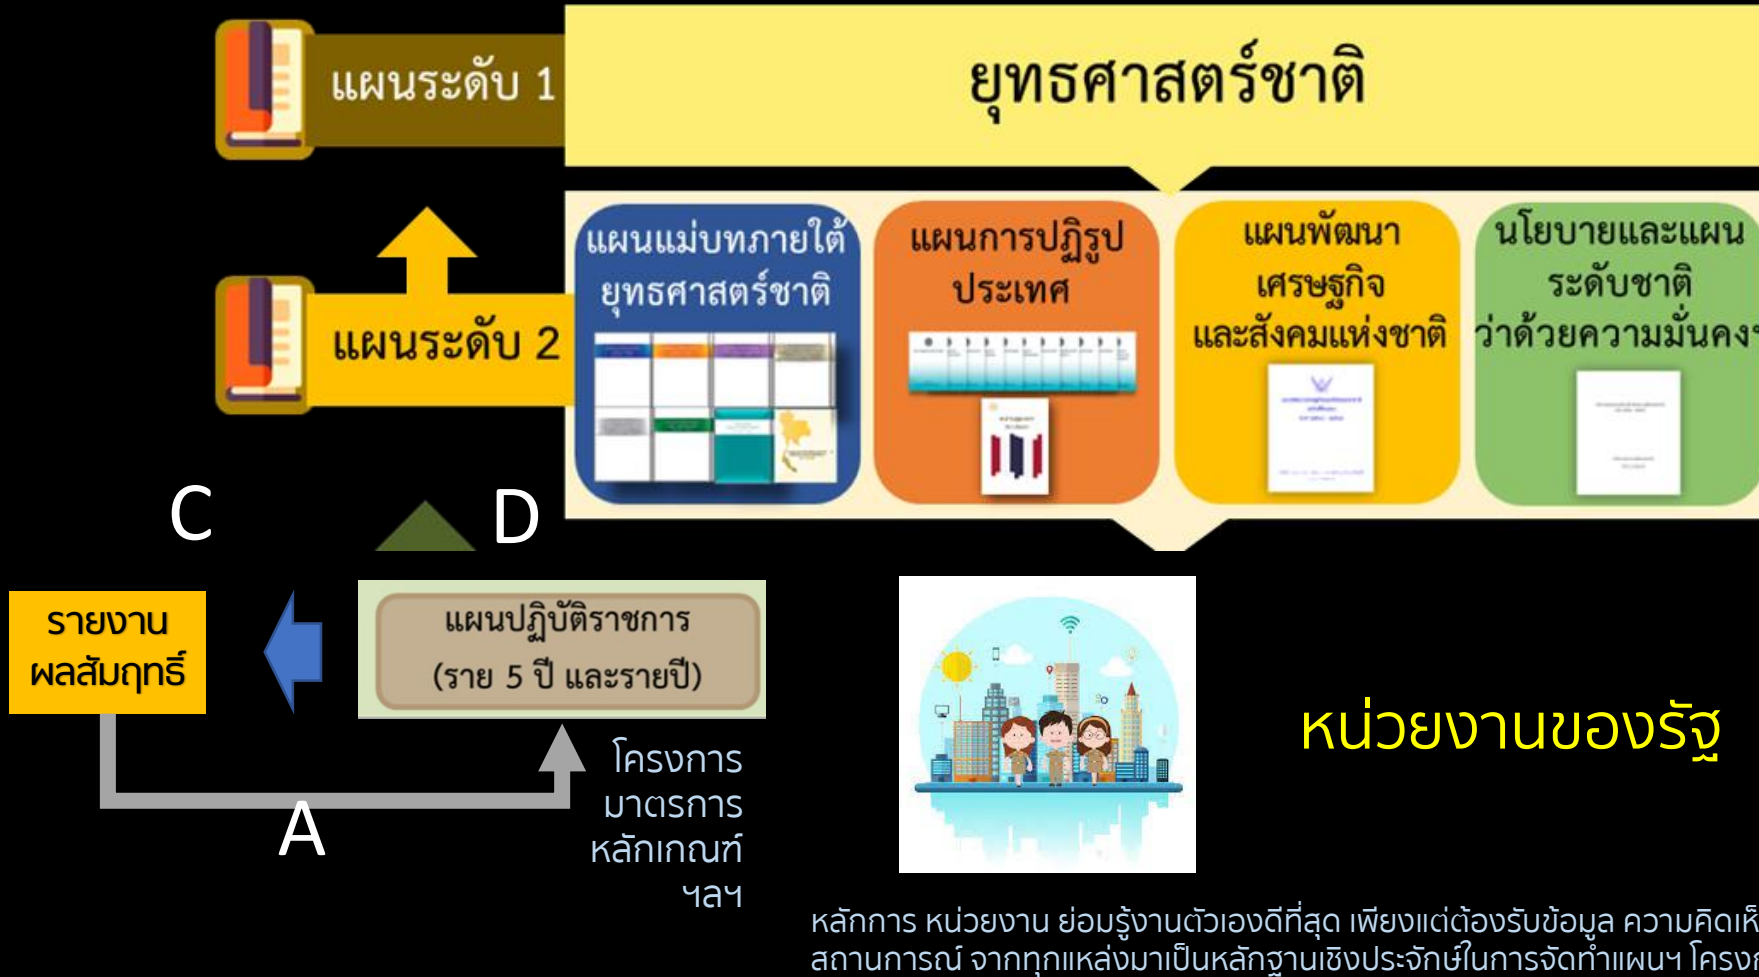 แผนระดับ 1
ยุทธศาสตร์ชาติ
แผนระดับ 2
แผนแม่บทภายใต้
ยุทธศาสตร์ชาติ
แผนการปฏิรูป
ประเทศ
แผนพัฒนา
เศรษฐกิจ
และสังคมแห่งชาติ
นโยบายและแผน
ระดับชาติ
ว่าด้วยความมั่นคงฯ
C
D
รายงาน
ผลสัมฤทธิ์
แผนปฏิบัติราชการ
(ราย 5 ปี และรายปี)
A
โครงการ
มาตรการ
หลักเกณฑ์
ฯลฯ
หน่วยงานของรัฐ
หลักการ หน่วยงาน ย่อมรู้งานตัวเองดีที่สุด เพียงแต่ต้องรับข้อมูล ความคิดเห็
สถานการณ์ จากทุกแหล่งมาเป็นหลักฐานเชิงประจักษ์ในการจัดทำแผนฯ โครงก